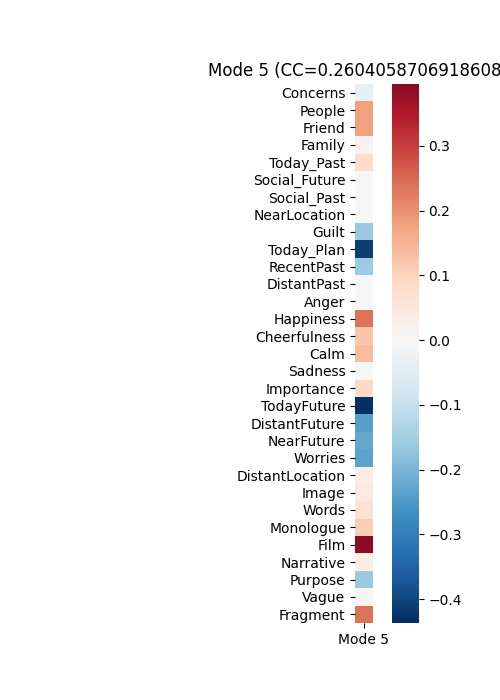 Mode 5 (CC=0.2604058706918608
Concerns
People
Friend
Family
Today_Past
Social_Future
Social_Past
NearLocation
Guilt
Today_Plan
RecentPast
DistantPast
Anger
Happiness
Cheerfulness
Calm
Sadness
Importance
TodayFuture
DistantFuture
NearFuture
Worries
DistantLocation
Image
Words
Monologue
Film
Narrative
Purpose
Vague
Fragment
Mode 5
0.3
0.2
0.1
0.0
−0.1
−0.2
−0.3
−0.4